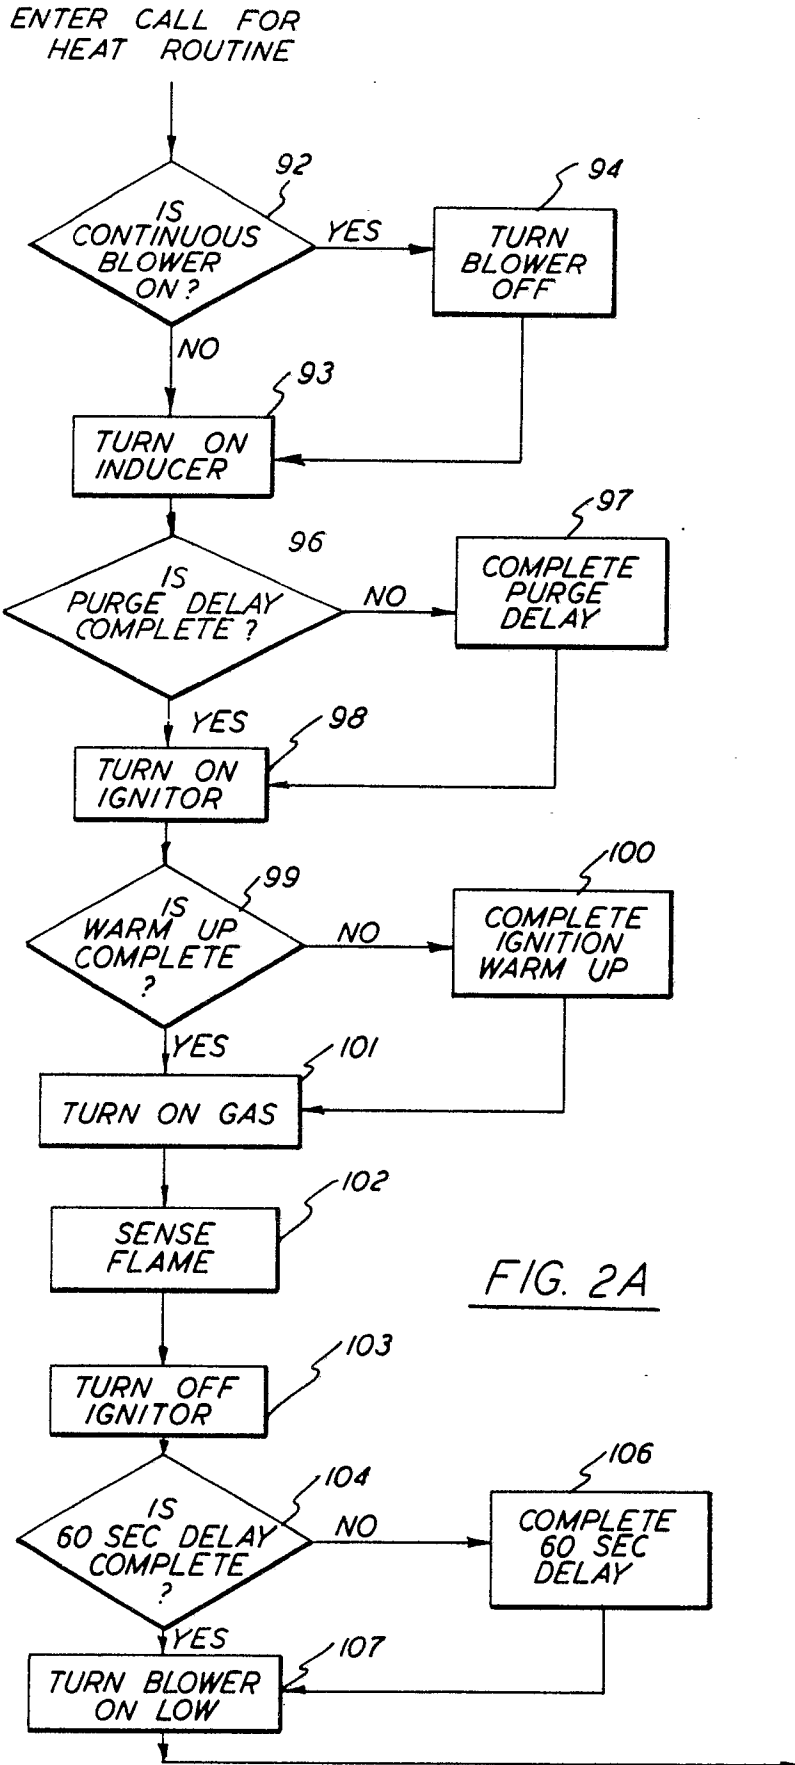 ENTER CALL FOR
HEAT ROUTINE
92
IS
CONTINUOUS
BLOWER
ON?
YES
94
TURN
BLOWER
OFF
NO
93
TURN ON
INDUCER
96
IS
PURGE DELAY
COMPLETE?
NO
97
COMPLETE
PURGE
DELAY
YES
98
TURN ON
IGNITOR
99
IS
WARM UP
COMPLETE
?
NO
100
COMPLETE
IGNITION
WARM UP
YES
101
TURN ON GAS
102
SENSE
FLAME
FIG. 2A
103
TURN OFF
IGNITOR
104
IS
60 SEC DELAY
COMPLETE
?
NO
106
COMPLETE
60 SEC
DELAY
YES
107
TURN BLOWER
ON LOW